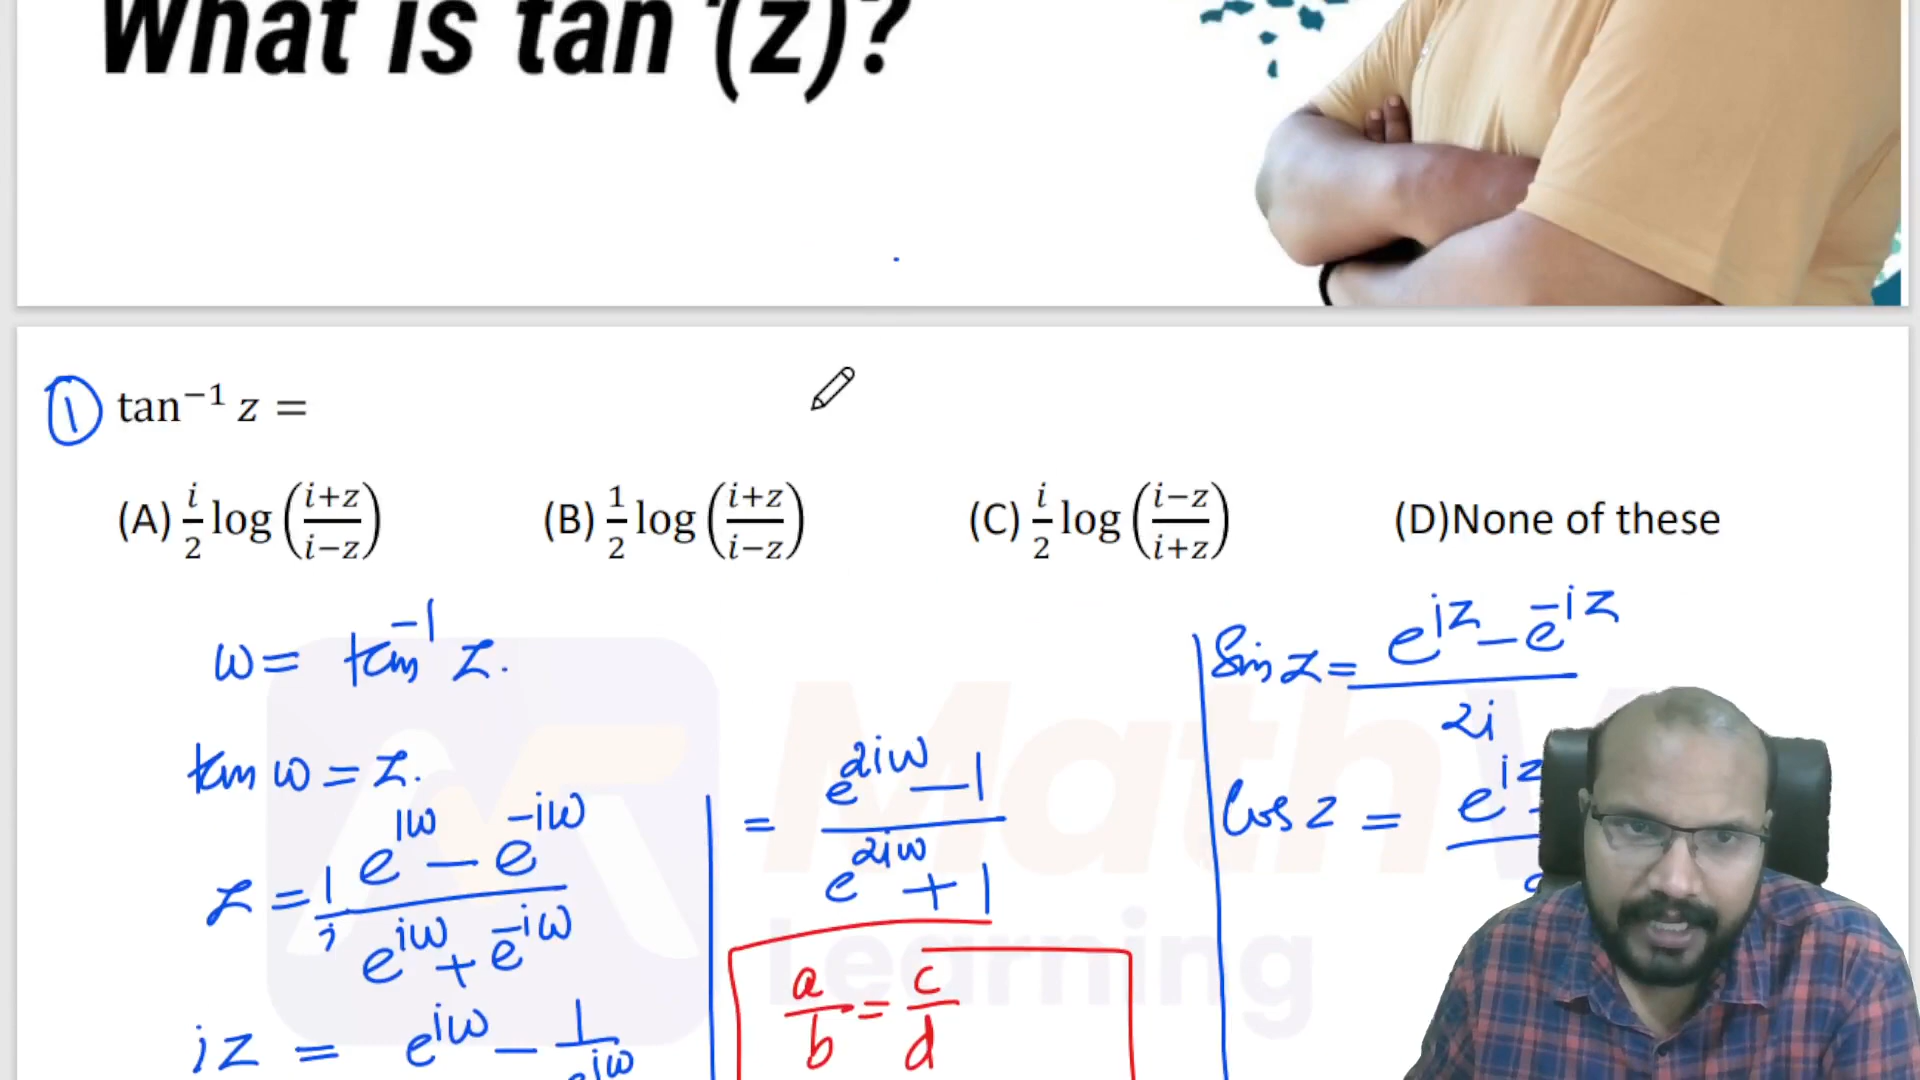 What is tan⁻(z)?
① tan⁻¹ z =
(A) i/2 log ((i+z)/(i−z)) (B) 1/2 log ((i+z)/(i−z)) (C) i/2 log ((i−z)/(i+z)) (D)None of these
w = tan⁻¹ z.
tan w = z.
z = 1/i (e^{iw} − e^{−iw})/(e^{iw} + e^{−iw})
iz = e^{iw} − 1/e^{iw}
= (e^{2iw} − 1)/(e^{2iw} + 1)
a/b = c/d
Sin z = (e^{iz} − e^{−iz})/2i
Cos z = e^{iz}
Math
Learning